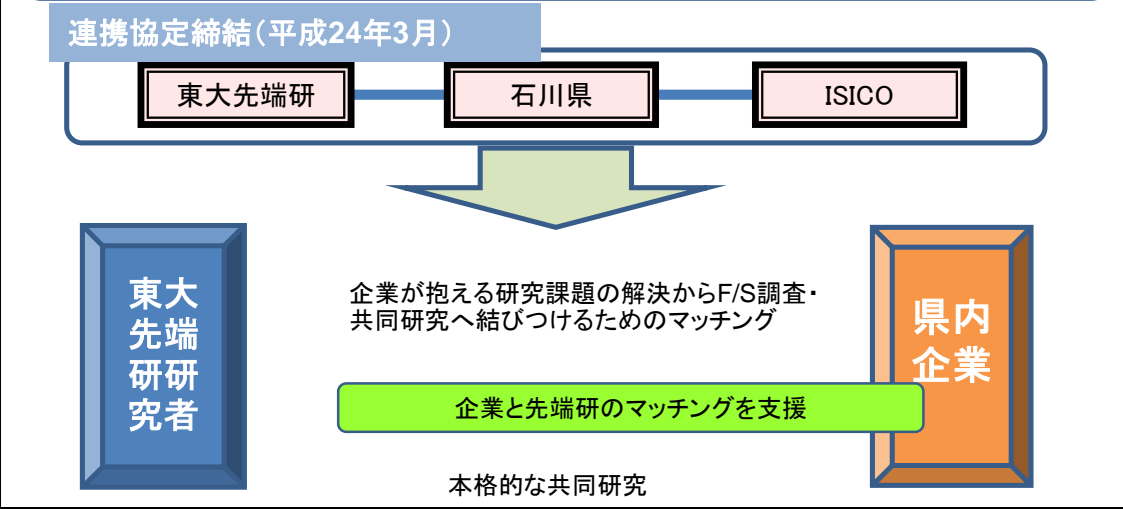 連携協定締結(平成24年3月)
東大先端研
石川県
ISICO
東大
先端
研研
究者
企業が抱える研究課題の解決からF/S調査・
共同研究へ結びつけるためのマッチング
企業と先端研のマッチングを支援
本格的な共同研究
県内
企業